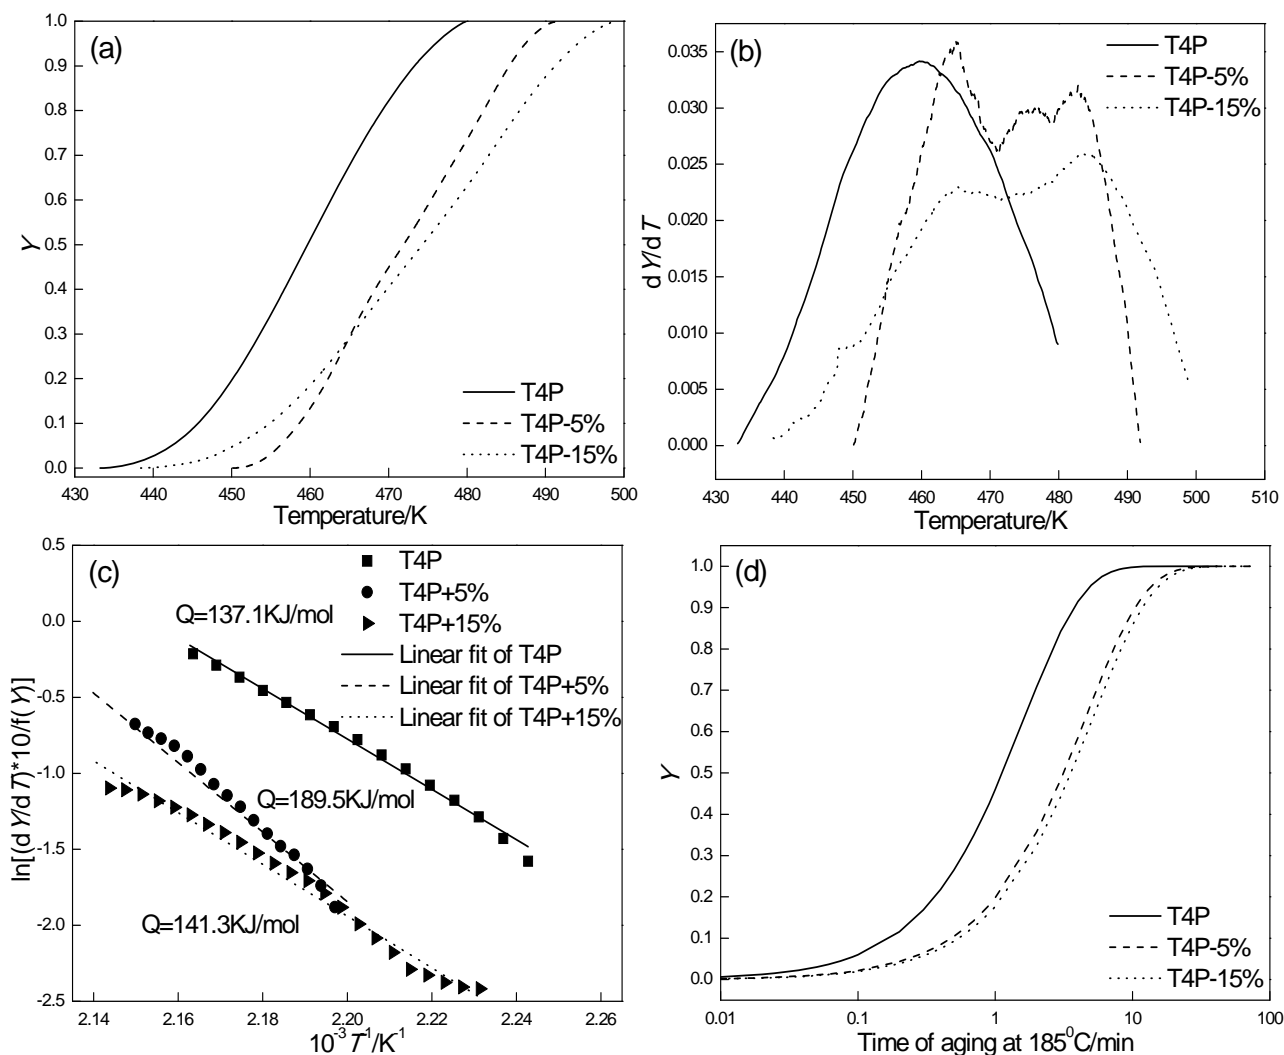 (a)
1.0
0.9
0.8
0.7
0.6
0.5
0.4
0.3
0.2
0.1
0.0
Y
T4P
T4P-5%
T4P-15%
430 440 450 460 470 480 490 500
Temperature/K
(b)
0.035
0.030
0.025
0.020
0.015
0.010
0.005
0.000
dY/dT
T4P
T4P-5%
T4P-15%
430 440 450 460 470 480 490 500 510
Temperature/K
(c)
0.5
0.0
-0.5
-1.0
-1.5
-2.0
-2.5
ln[(dY/dT)*10/f(Y)]
T4P
T4P+5%
T4P+15%
Linear fit of T4P
Linear fit of T4P+5%
Linear fit of T4P+15%
Q=137.1KJ/mol
Q=189.5KJ/mol
Q=141.3KJ/mol
2.14 2.16 2.18 2.20 2.22 2.24 2.26
10⁻³T⁻¹/K⁻¹
(d)
1.0
0.9
0.8
0.7
0.6
0.5
0.4
0.3
0.2
0.1
0.0
Y
T4P
T4P-5%
T4P-15%
0.01 0.1 1 10 100
Time of aging at 185⁰C/min